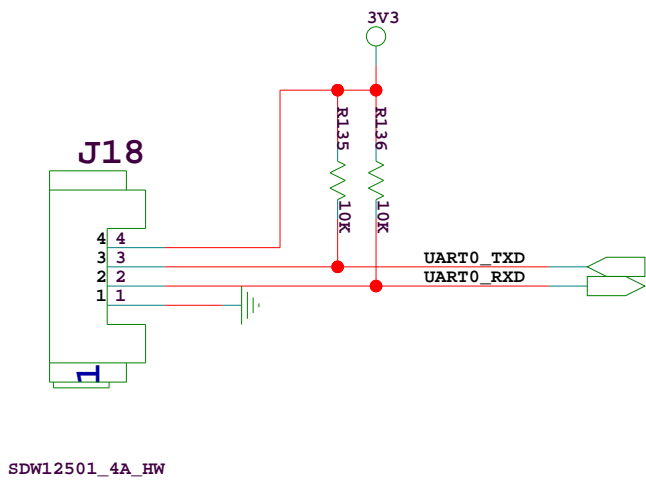 3V3
R135
R136
J18
10K
10K
4 4
3 3
2 2
1 1
UART0_TXD
UART0_RXD
1
SDW12501_4A_HW